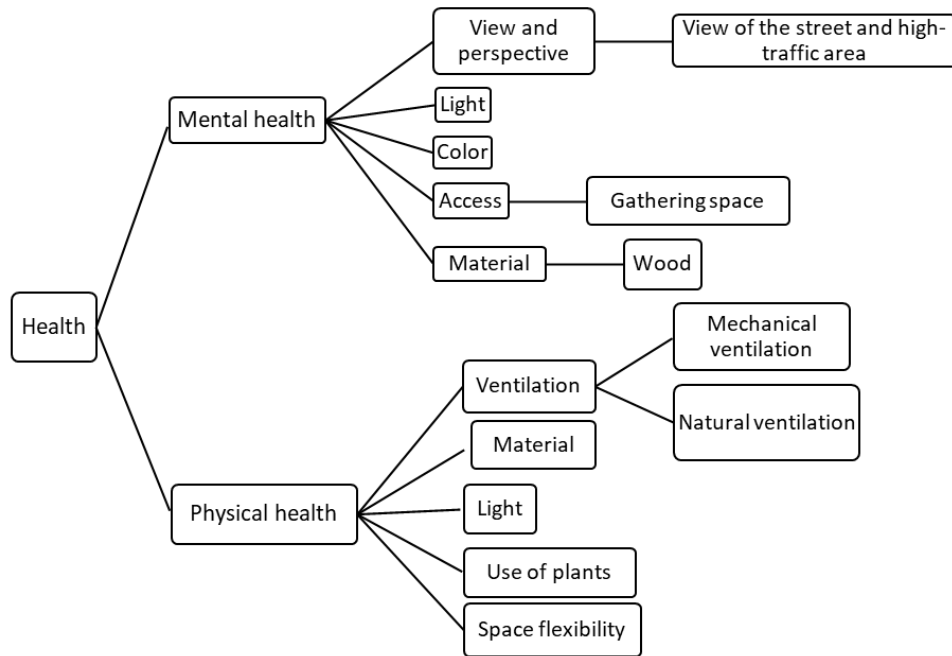 View and
perspective
View of the street and high-
traffic area
Light
Mental health
Color
Access
Gathering space
Material
Wood
Health
Mechanical
ventilation
Ventilation
Natural ventilation
Material
Physical health
Light
Use of plants
Space flexibility